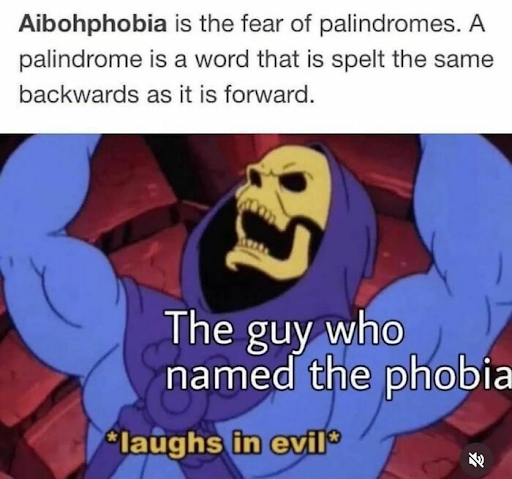 Aibohphobia is the fear of palindromes. A
palindrome is a word that is spelt the same
backwards as it is forward.
The guy who
named the phobia
*laughs in evil*